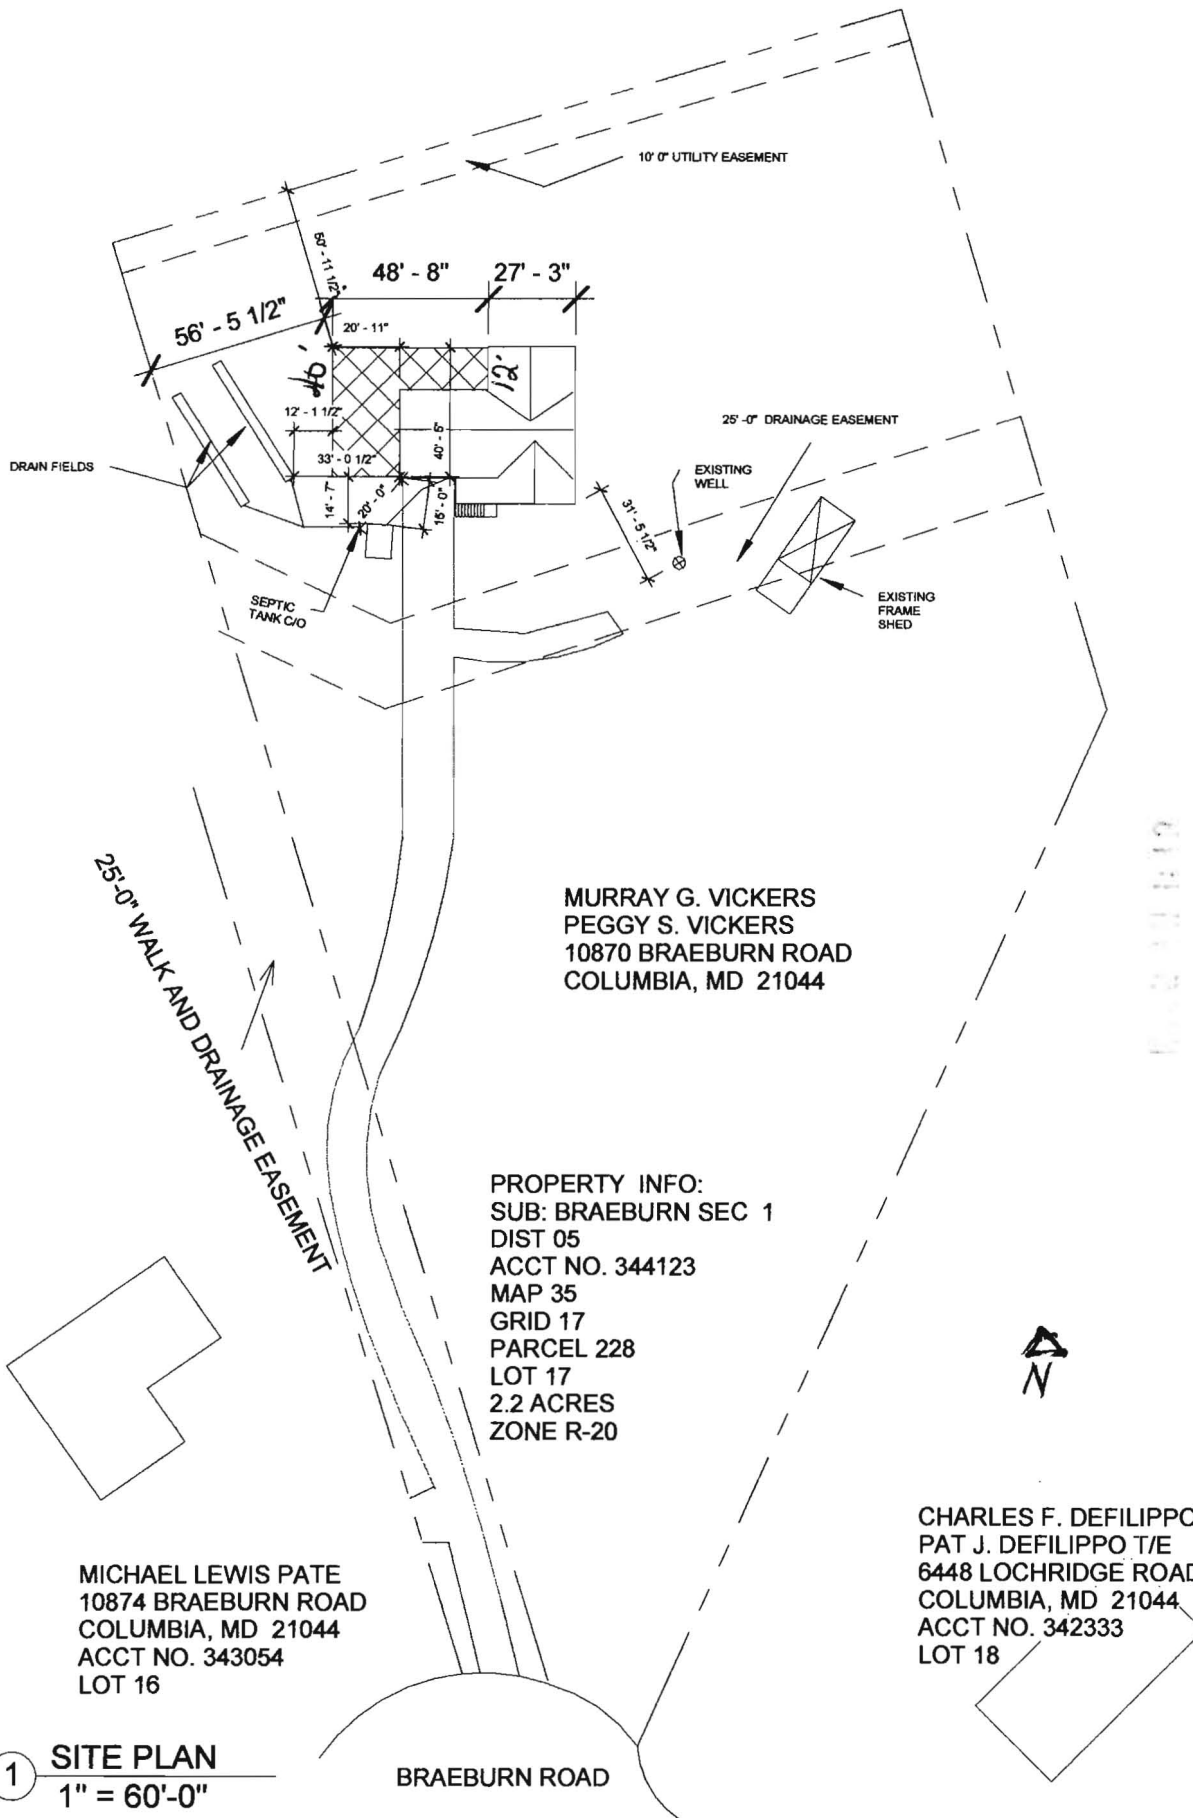 10' 0" UTILITY EASEMENT
50' - 11 1/2"
48' - 8"
27' - 3"
56' - 5 1/2"
20' - 11"
40'
12'
12' - 1 1/2"
25' -0" DRAINAGE EASEMENT
40' - 5"
33' - 0 1/2"
DRAIN FIELDS
EXISTING
WELL
14' - 7"
20' - 0"
15' - 0"
31' - 5 1/2"
SEPTIC
TANK C/O
EXISTING
FRAME
SHED
25'-0" WALK AND DRAINAGE EASEMENT
MURRAY G. VICKERS
PEGGY S. VICKERS
10870 BRAEBURN ROAD
COLUMBIA, MD 21044
PROPERTY INFO:
SUB: BRAEBURN SEC 1
DIST 05
ACCT NO. 344123
MAP 35
GRID 17
PARCEL 228
LOT 17
2.2 ACRES
ZONE R-20
N
CHARLES F. DEFILIPPO
PAT J. DEFILIPPO T/E
6448 LOCHRIDGE ROAD
COLUMBIA, MD 21044
ACCT NO. 342333
LOT 18
MICHAEL LEWIS PATE
10874 BRAEBURN ROAD
COLUMBIA, MD 21044
ACCT NO. 343054
LOT 16
1 SITE PLAN
1" = 60'-0"
BRAEBURN ROAD